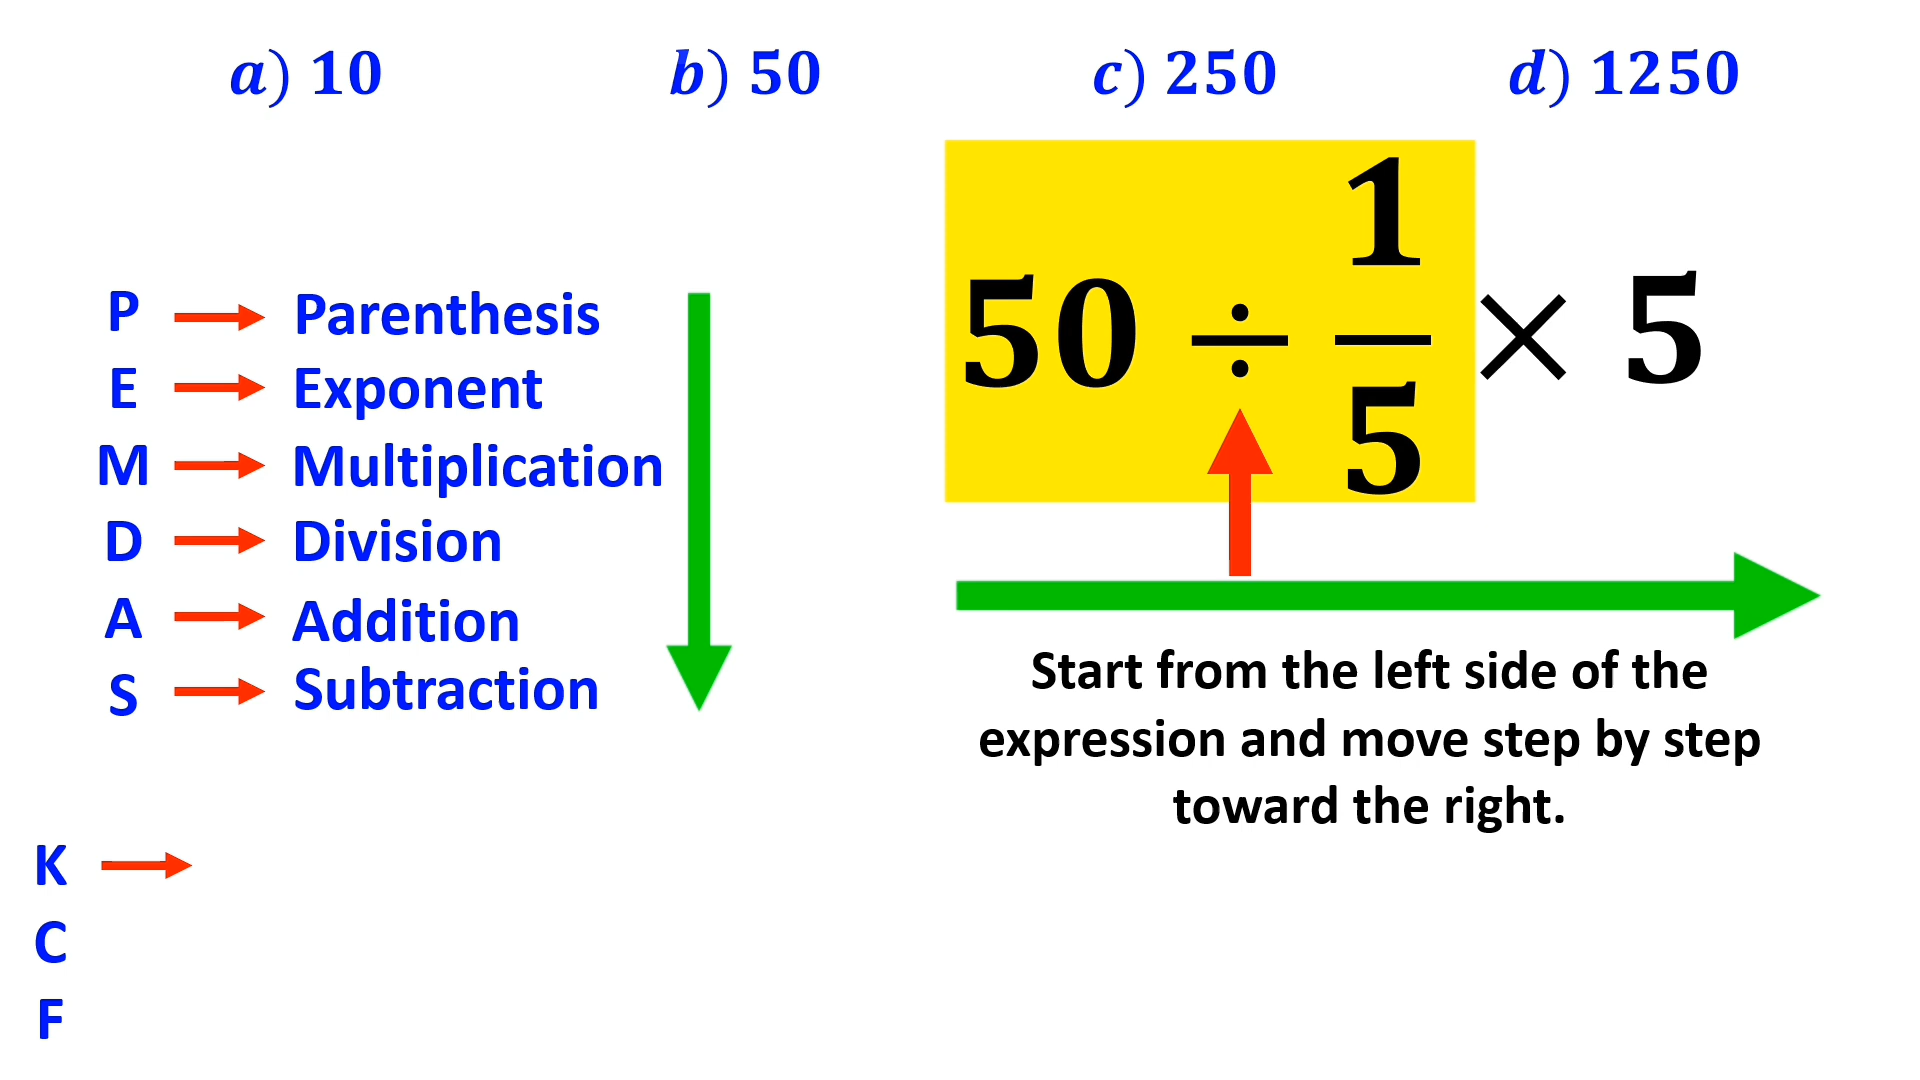 a) 10 b) 50 c) 250 d) 1250
50 ÷ 1/5 × 5
P → Parenthesis
E → Exponent
M → Multiplication
D → Division
A → Addition
S → Subtraction
Start from the left side of the
expression and move step by step
toward the right.
K →
C
F